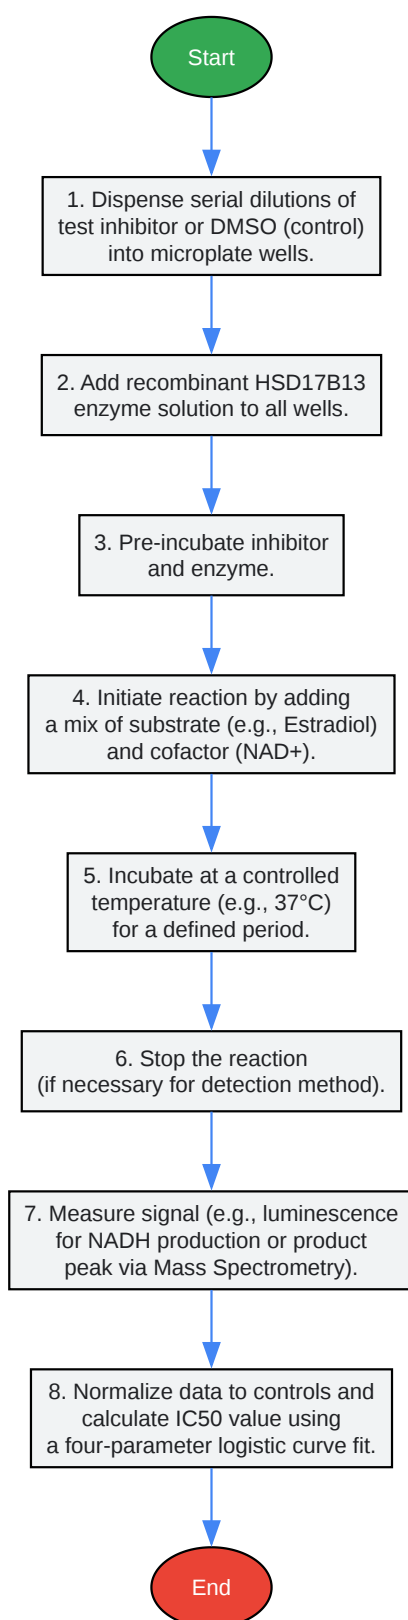 Start
1. Dispense serial dilutions of
test inhibitor or DMSO (control)
into microplate wells.
2. Add recombinant HSD17B13
enzyme solution to all wells.
3. Pre-incubate inhibitor
and enzyme.
4. Initiate reaction by adding
a mix of substrate (e.g., Estradiol)
and cofactor (NAD+).
5. Incubate at a controlled
temperature (e.g., 37°C)
for a defined period.
6. Stop the reaction
(if necessary for detection method).
7. Measure signal (e.g., luminescence
for NADH production or product
peak via Mass Spectrometry).
8. Normalize data to controls and
calculate IC50 value using
a four-parameter logistic curve fit.
End